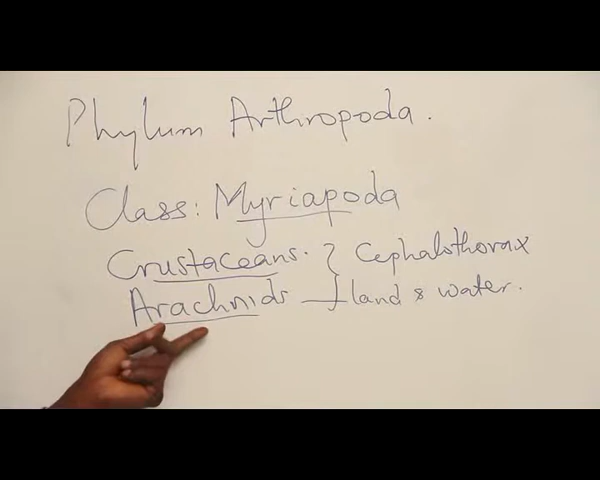 Phylum Arthropoda.
Class: Myriapoda
Crustaceans. } Cephalothorax
Arachnids } land & water.